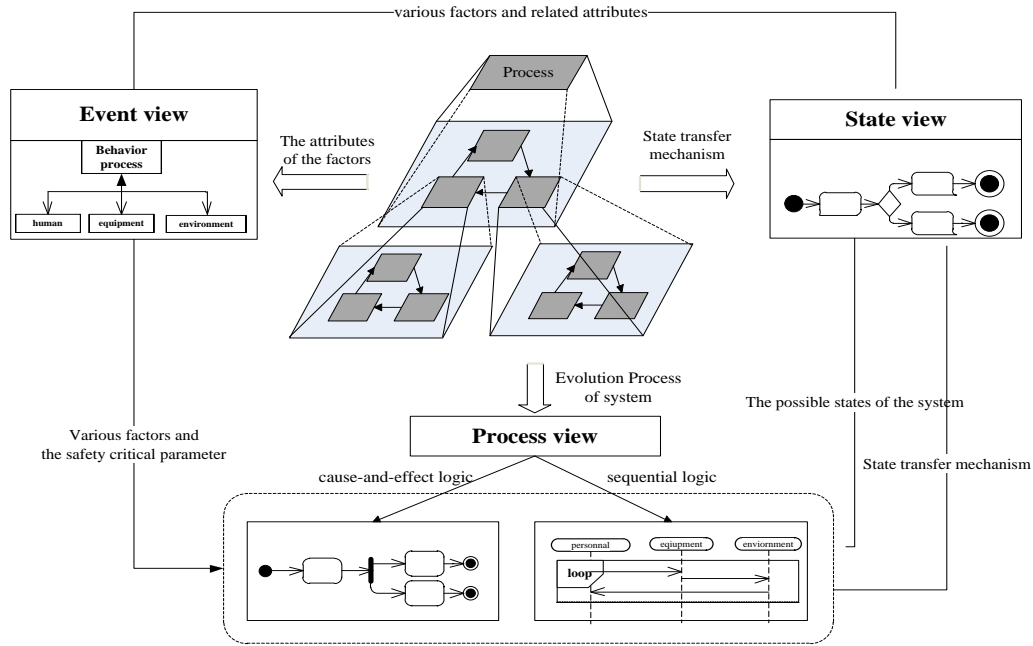 various factors and related attributes
Process
Event view
Behavior
process
human
equipment
environment
The attributes
of the factors
State transfer
mechanism
State view
Evolution Process
of system
The possible states of the system
Various factors and
the safety critical parameter
Process view
State transfer mechanism
cause-and-effect logic
sequential logic
personnal
eqiupment
enviornment
loop